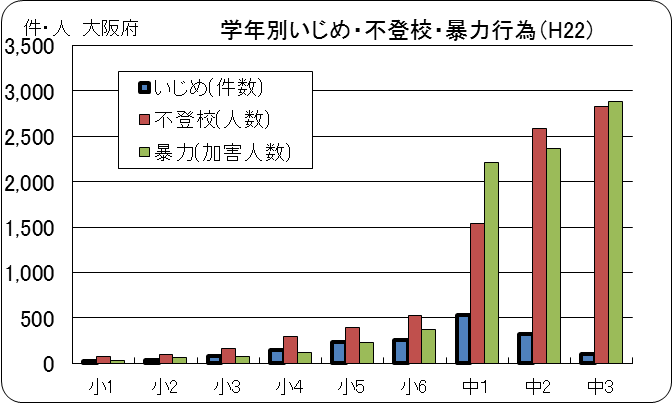 件・人 大阪府 学年別いじめ・不登校・暴力行為(H22)
3,500
3,000
2,500
2,000
1,500
1,000
500
0
いじめ(件数)
不登校(人数)
暴力(加害人数)
小1 小2 小3 小4 小5 小6 中1 中2 中3